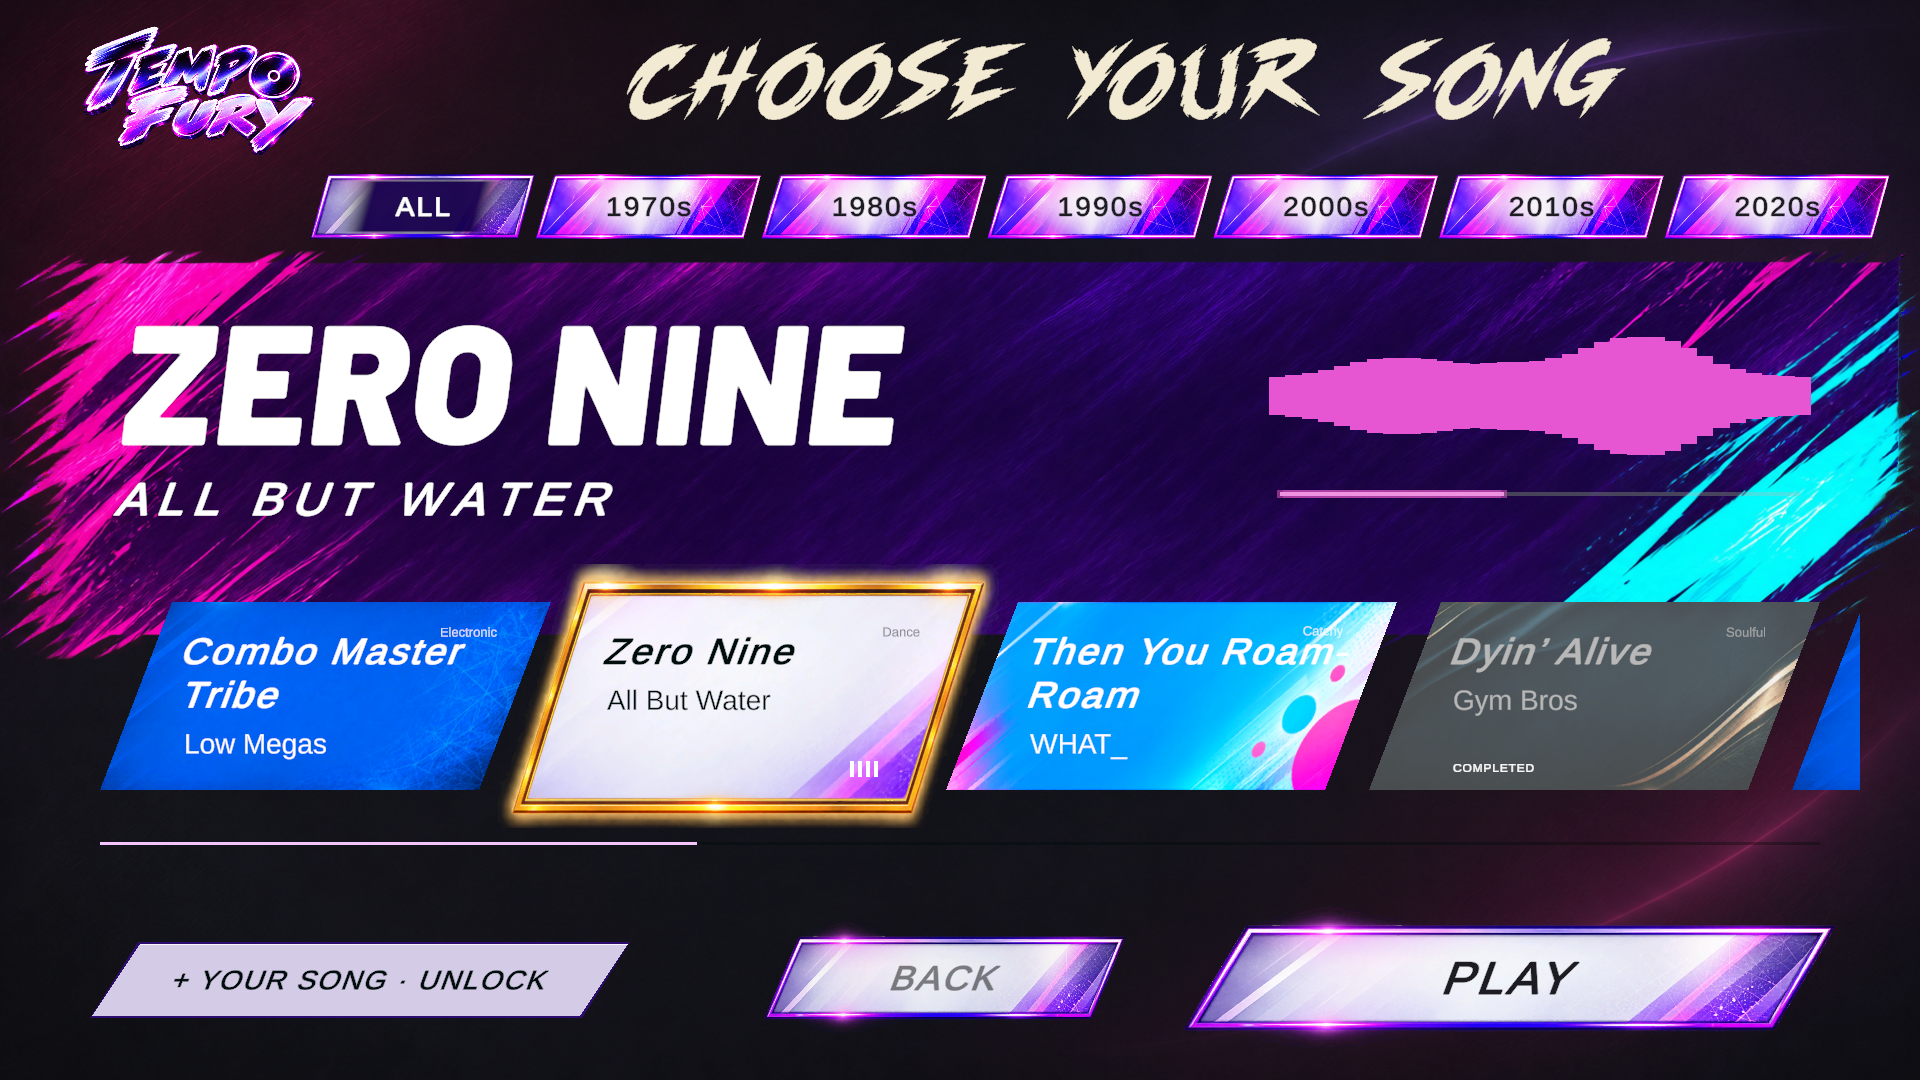 TEMPO
FURY
CHOOSE YOUR SONG
ALL
1970s
1980s
1990s
2000s
2010s
2020s
ZERO NINE
ALL BUT WATER
Electronic
Combo Master
Tribe
Low Megas
Dance
Zero Nine
All But Water
Catchy
Then You Roam-
Roam
WHAT_
Soulful
Dyin’ Alive
Gym Bros
COMPLETED
+ YOUR SONG · UNLOCK
BACK
PLAY